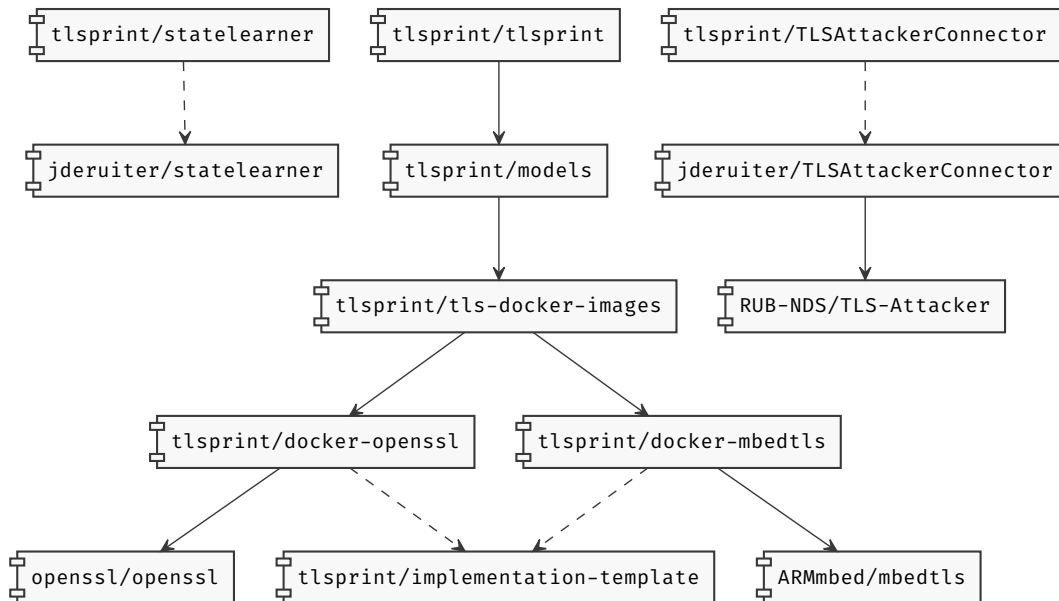 tlsprint/statelearner
tlsprint/tlsprint
tlsprint/TLSAttackerConnector
jderuiter/statelearner
tlsprint/models
jderuiter/TLSAttackerConnector
tlsprint/tls-docker-images
RUB-NDS/TLS-Attacker
tlsprint/docker-openssl
tlsprint/docker-mbedtls
openssl/openssl
tlsprint/implementation-template
ARMmbed/mbedtls